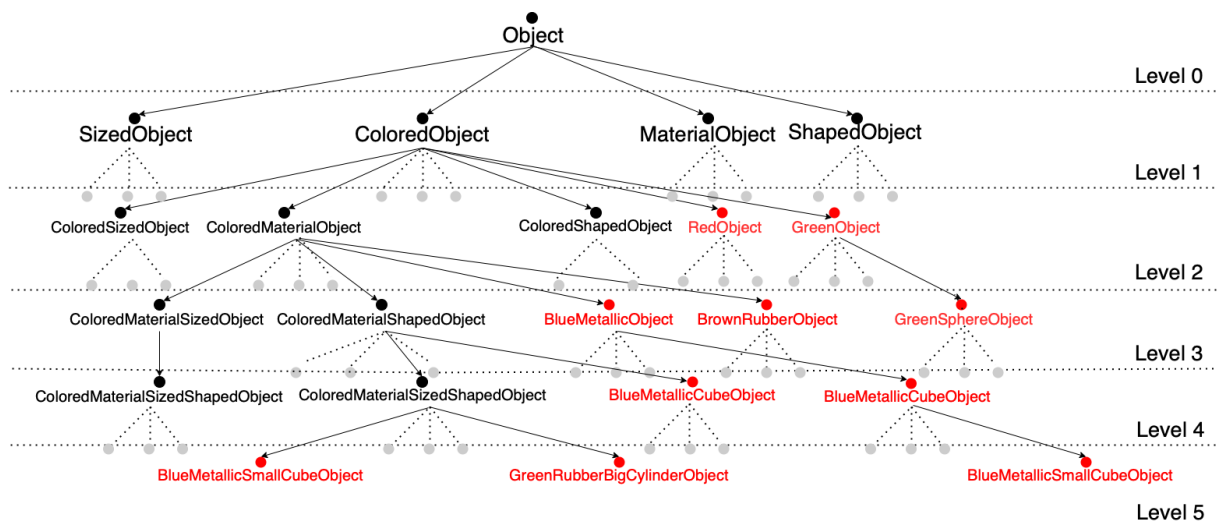 Object
Level 0
SizedObject
ColoredObject
MaterialObject
ShapedObject
Level 1
ColoredSizedObject
ColoredMaterialObject
ColoredShapedObject
RedObject
GreenObject
Level 2
ColoredMaterialSizedObject
ColoredMaterialShapedObject
BlueMetallicObject
BrownRubberObject
GreenSphereObject
Level 3
ColoredMaterialSizedShapedObject
ColoredMaterialSizedShapedObject
BlueMetallicCubeObject
BlueMetallicCubeObject
Level 4
BlueMetallicSmallCubeObject
GreenRubberBigCylinderObject
BlueMetallicSmallCubeObject
Level 5